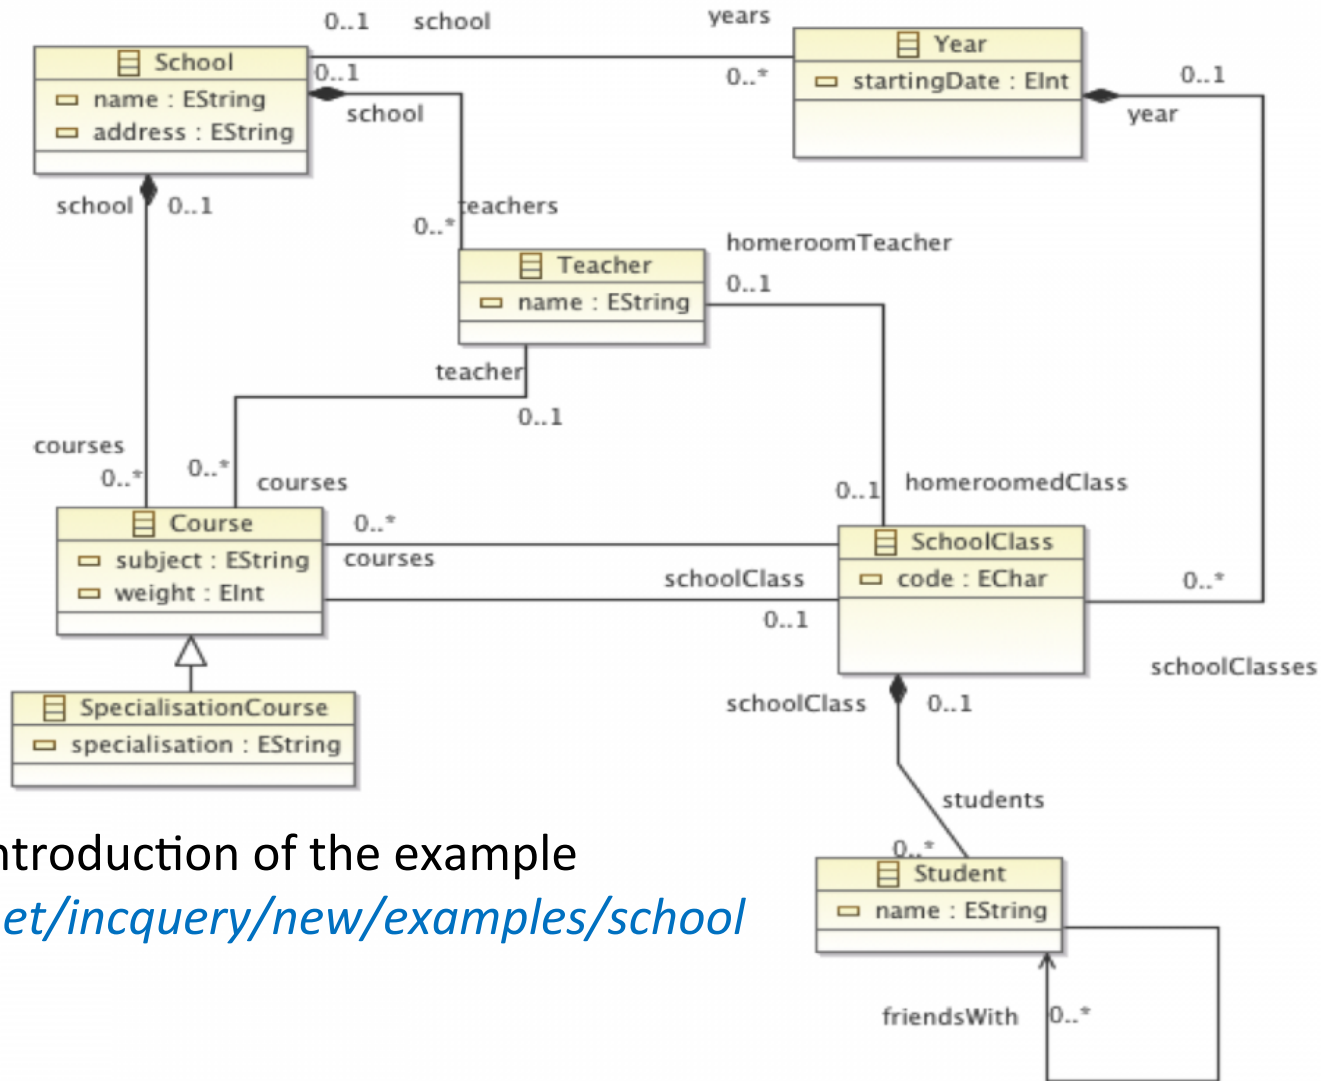 0..1 school years
School
name : EString
address : EString
0..1
school
0..*
Year
startingDate : EInt
0..1
year
school 0..1
teachers
0..*
Teacher
name : EString
homeroomTeacher
0..1
teacher
0..1
courses
0..*
0..*
courses
0..1
homeroomedClass
Course
subject : EString
weight : EInt
0..*
courses
schoolClass
0..1
SchoolClass
code : EChar
0..*
schoolClasses
SpecialisationCourse
specialisation : EString
schoolClass 0..1
students
0..*
Student
name : EString
friendsWith 0..*
ntroduction of the example
et/incquery/new/examples/school